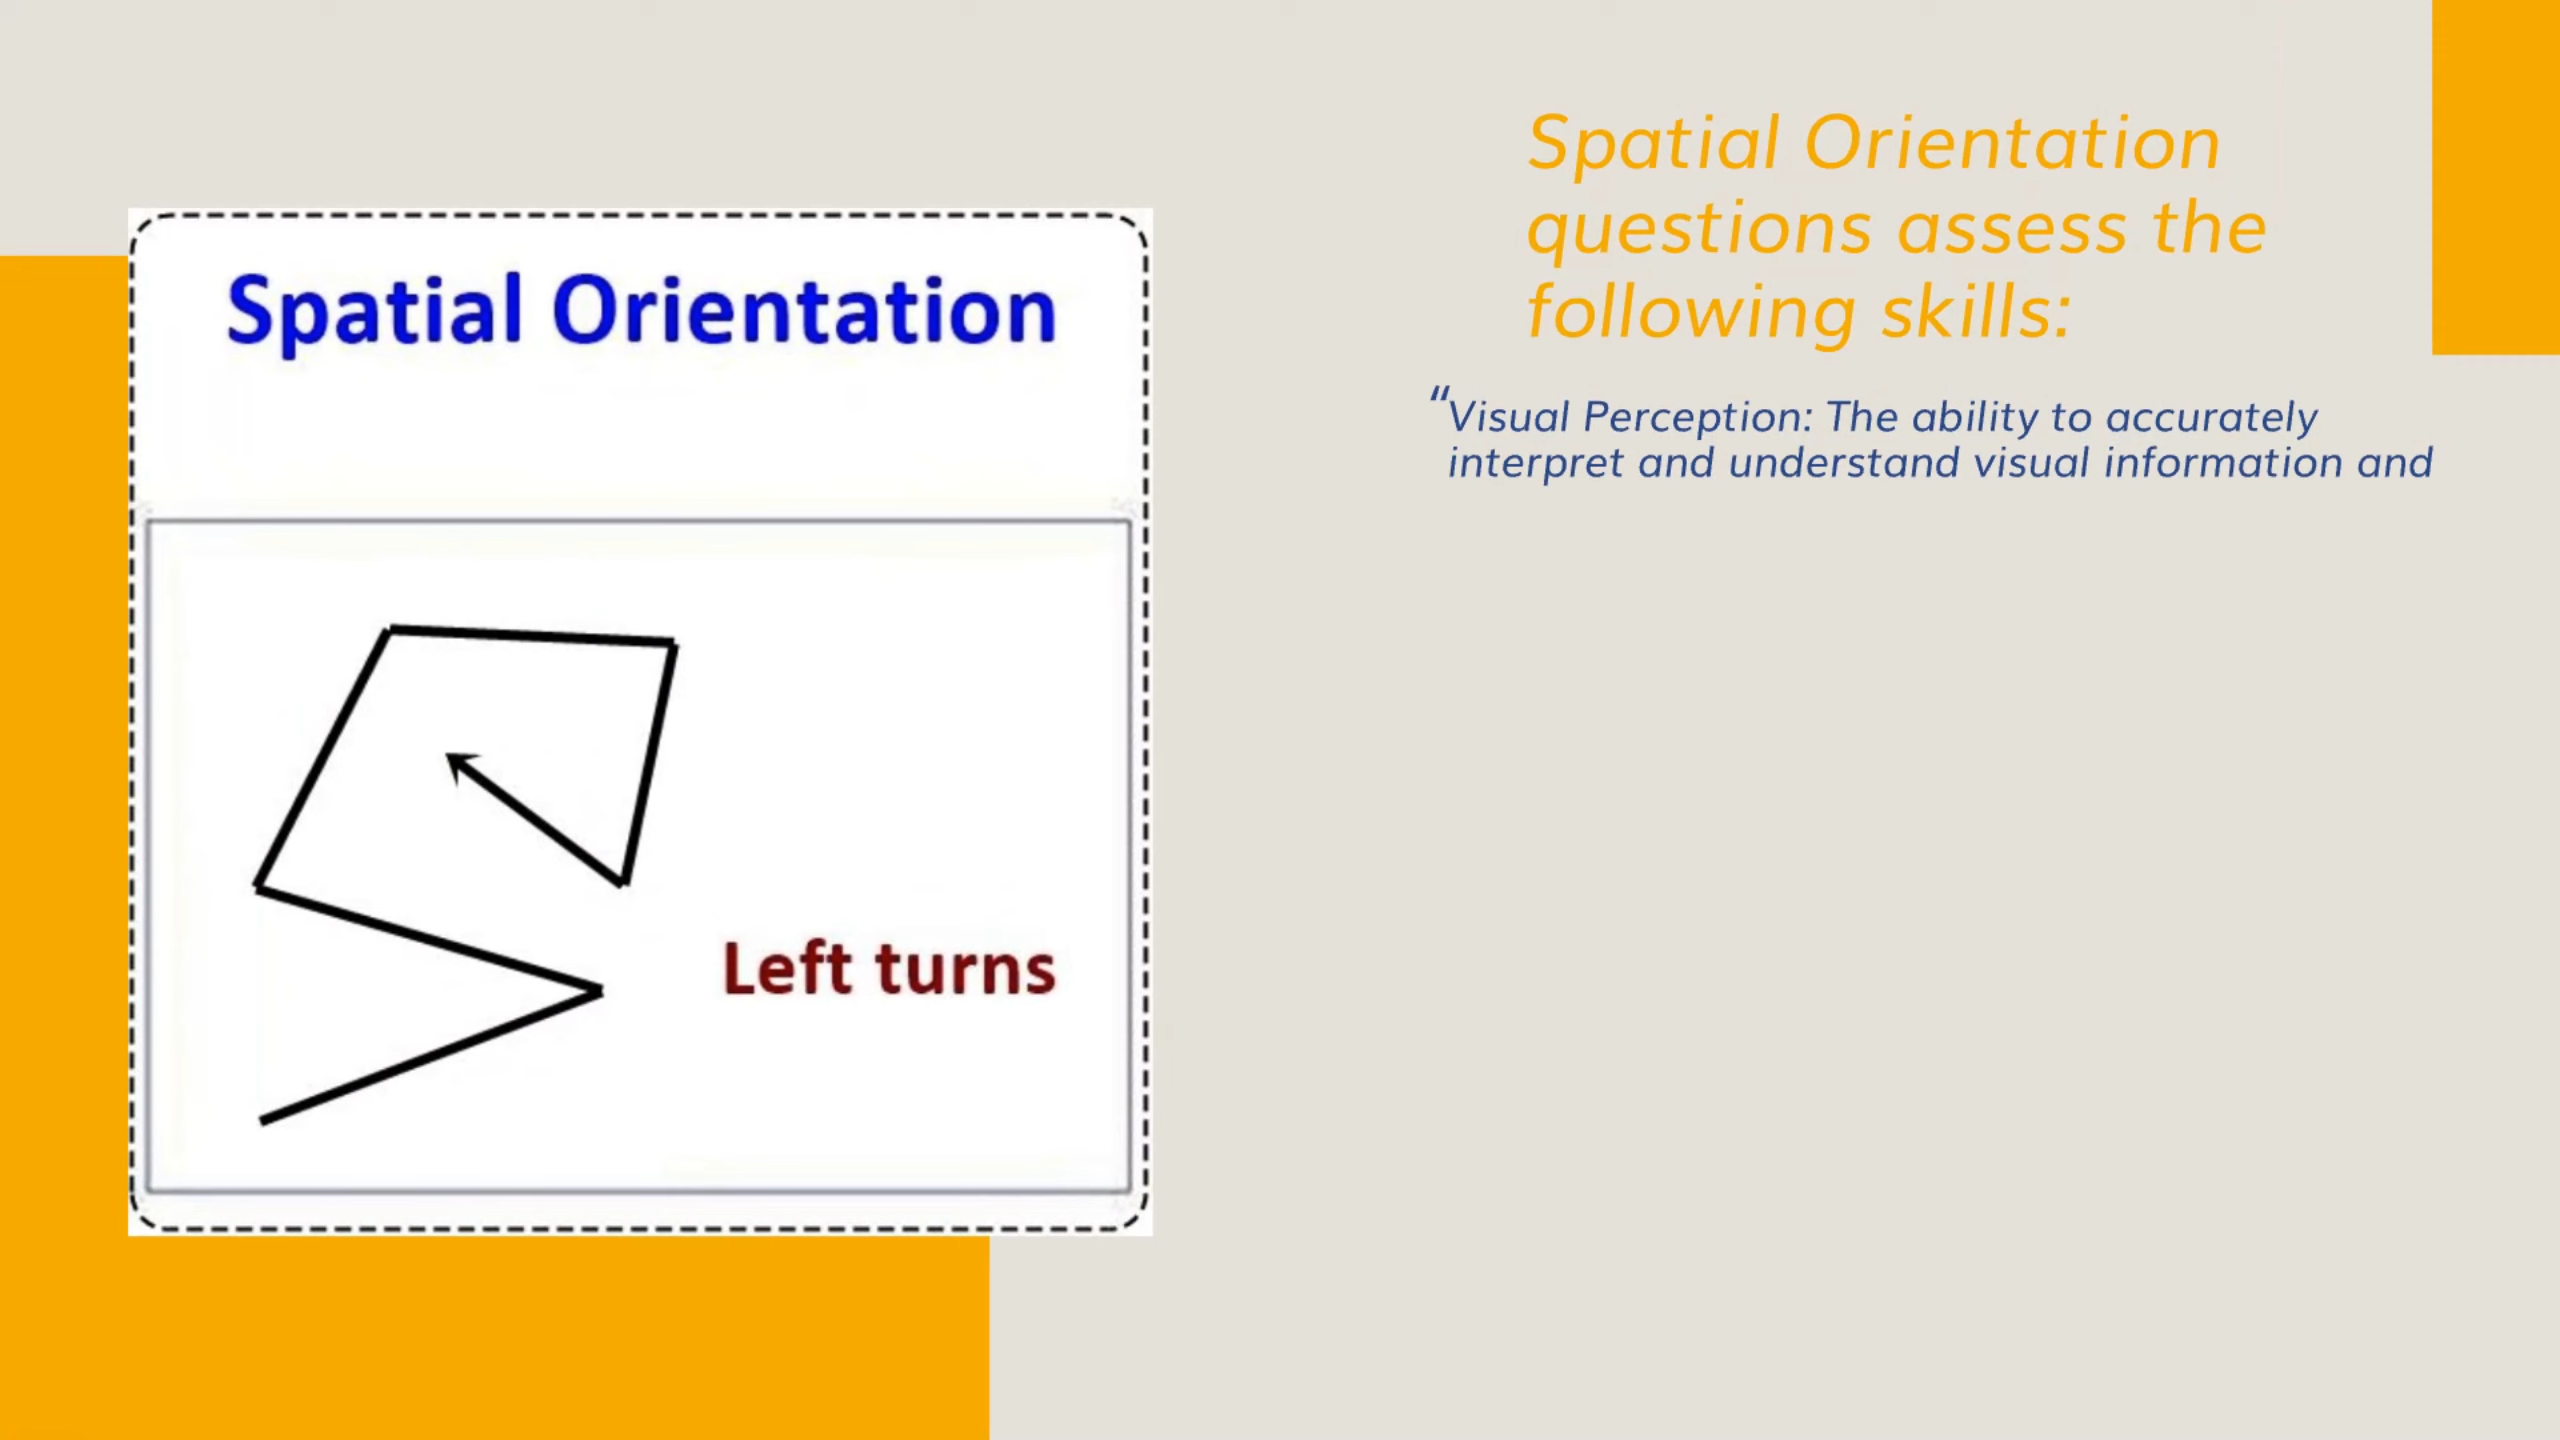 Spatial Orientation
Left turns
Spatial Orientation
questions assess the
following skills:
“Visual Perception: The ability to accurately
interpret and understand visual information and